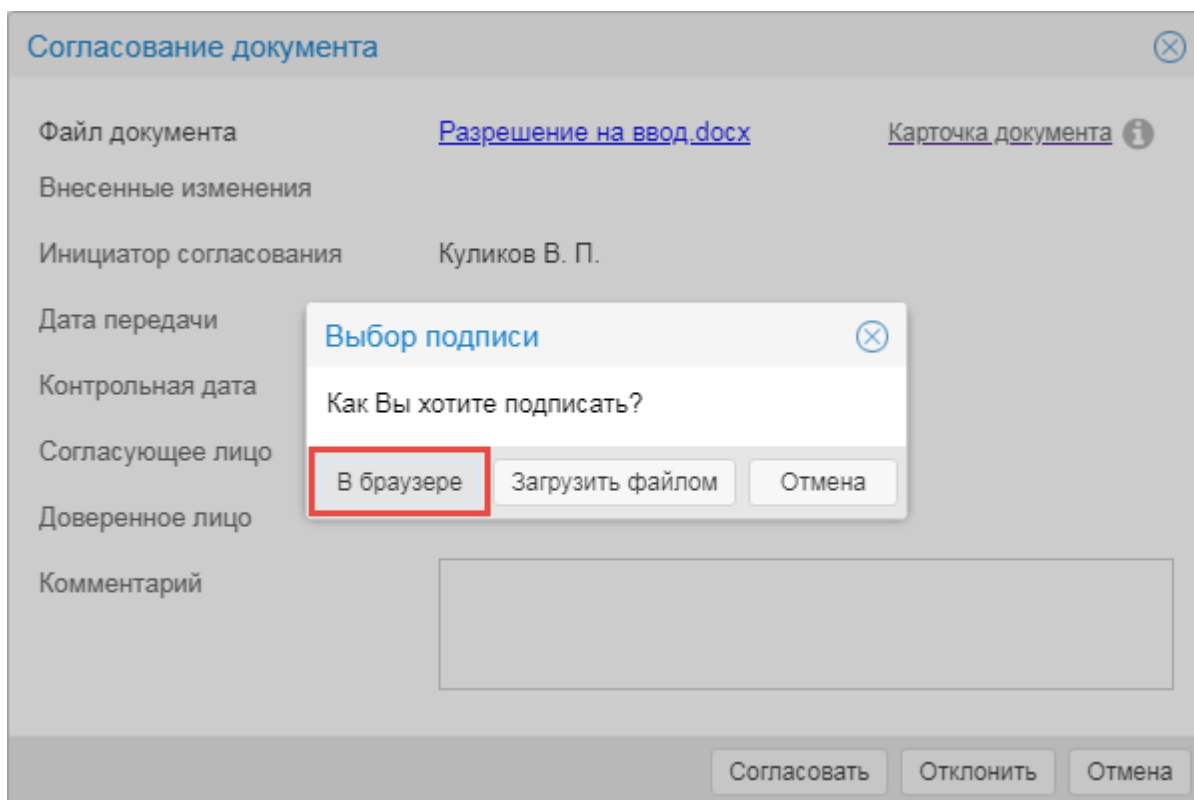 Согласование документа
Файл документа Разрешение на ввод.docx Карточка документа
Внесенные изменения
Инициатор согласования Куликов В. П.
Дата передачи
Выбор подписи
Контрольная дата
Как Вы хотите подписать?
Согласующее лицо
В браузере Загрузить файлом Отмена
Доверенное лицо
Комментарий
Согласовать Отклонить Отмена